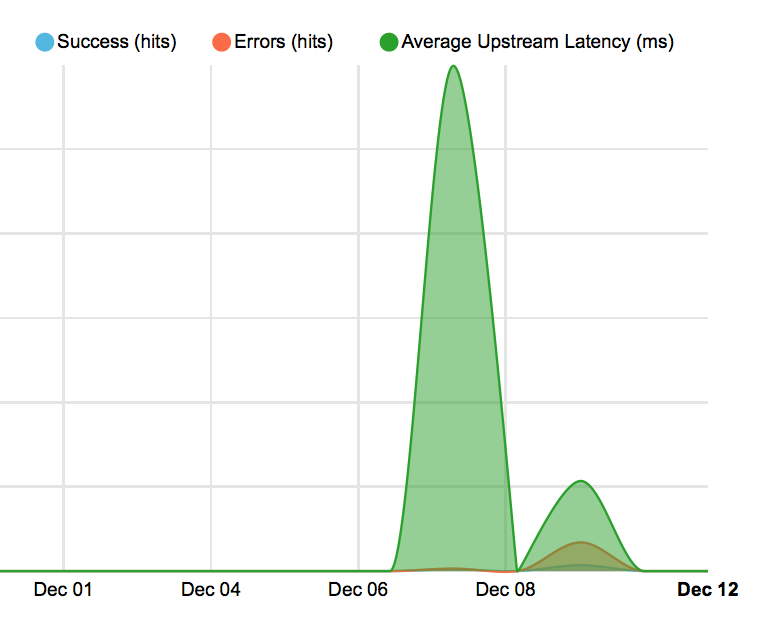 Success (hits) Errors (hits) Average Upstream Latency (ms)
Dec 01 Dec 04 Dec 06 Dec 08 Dec 12